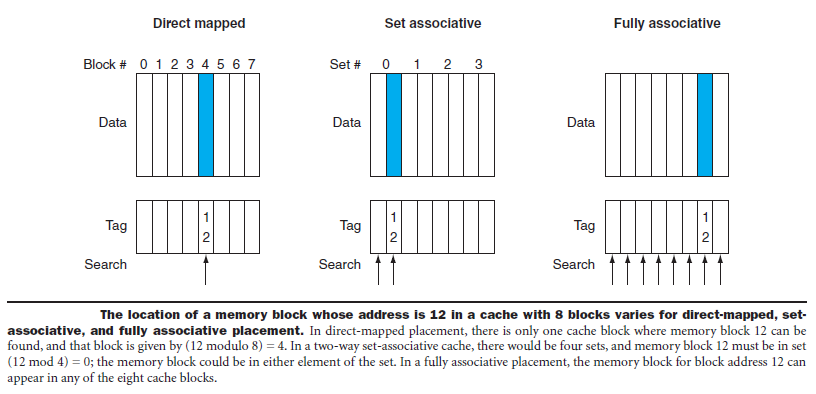 Direct mapped Set associative Fully associative
Block # 0 1 2 3 4 5 6 7 Set # 0 1 2 3
Data Data Data
Tag 1 2 Tag 1 2 Tag 1 2
Search Search Search
The location of a memory block whose address is 12 in a cache with 8 blocks varies for direct-mapped, set-
associative, and fully associative placement. In direct-mapped placement, there is only one cache block where memory block 12 can be
found, and that block is given by (12 modulo 8) = 4. In a two-way set-associative cache, there would be four sets, and memory block 12 must be in set
(12 mod 4) = 0; the memory block could be in either element of the set. In a fully associative placement, the memory block for block address 12 can
appear in any of the eight cache blocks.